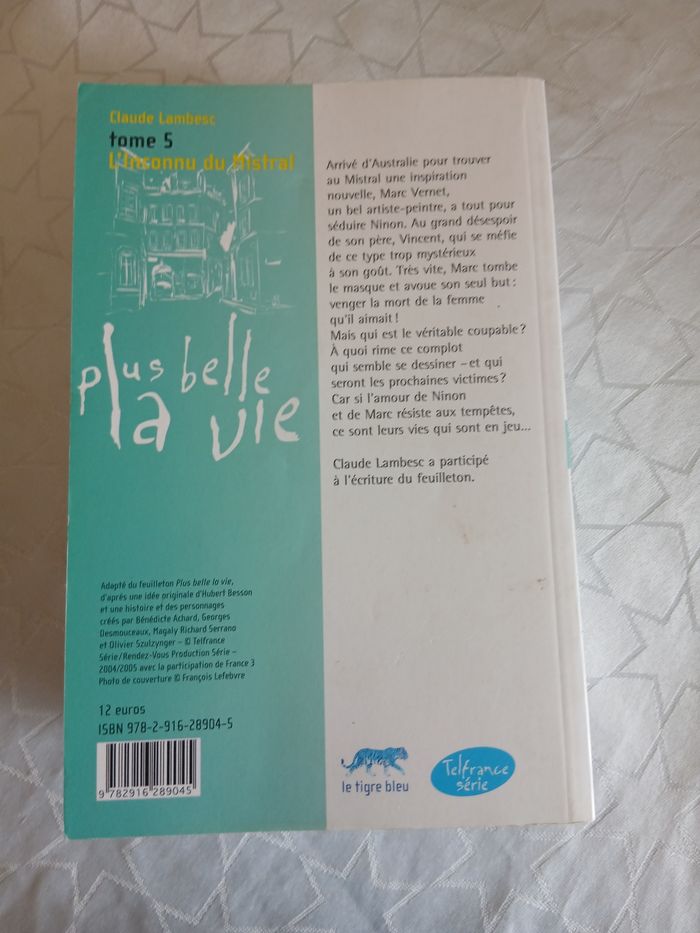 Claude Lambesc
tome 5
L'Insonnu du Mistral
plus belle
la vie
Adapté du feuilleton Plus belle la vie,
d'après une idée originale d'Hubert Besson
et une histoire et des personnages
créés par Bénédicte Achard, Georges
Desmouceaux, Magaly Richard Serrano
et Olivier Szulzynger – © Telfrance
Série/Rendez-Vous Production Série –
2004/2005 avec la participation de France 3
Photo de couverture © François Lefebvre
12 euros
ISBN 978-2-916-28904-5
9 782916 289045
Arrivé d'Australie pour trouver
au Mistral une inspiration
nouvelle, Marc Vernet,
un bel artiste-peintre, a tout pour
séduire Ninon. Au grand désespoir
de son père, Vincent, qui se méfie
de ce type trop mystérieux
à son goût. Très vite, Marc tombe
le masque et avoue son seul but :
venger la mort de la femme
qu'il aimait !
Mais qui est le véritable coupable ?
À quoi rime ce complot
qui semble se dessiner – et qui
seront les prochaines victimes ?
Car si l'amour de Ninon
et de Marc résiste aux tempêtes,
ce sont leurs vies qui sont en jeu...
Claude Lambesc a participé
à l'écriture du feuilleton.
le tigre bleu
Telfrance
série